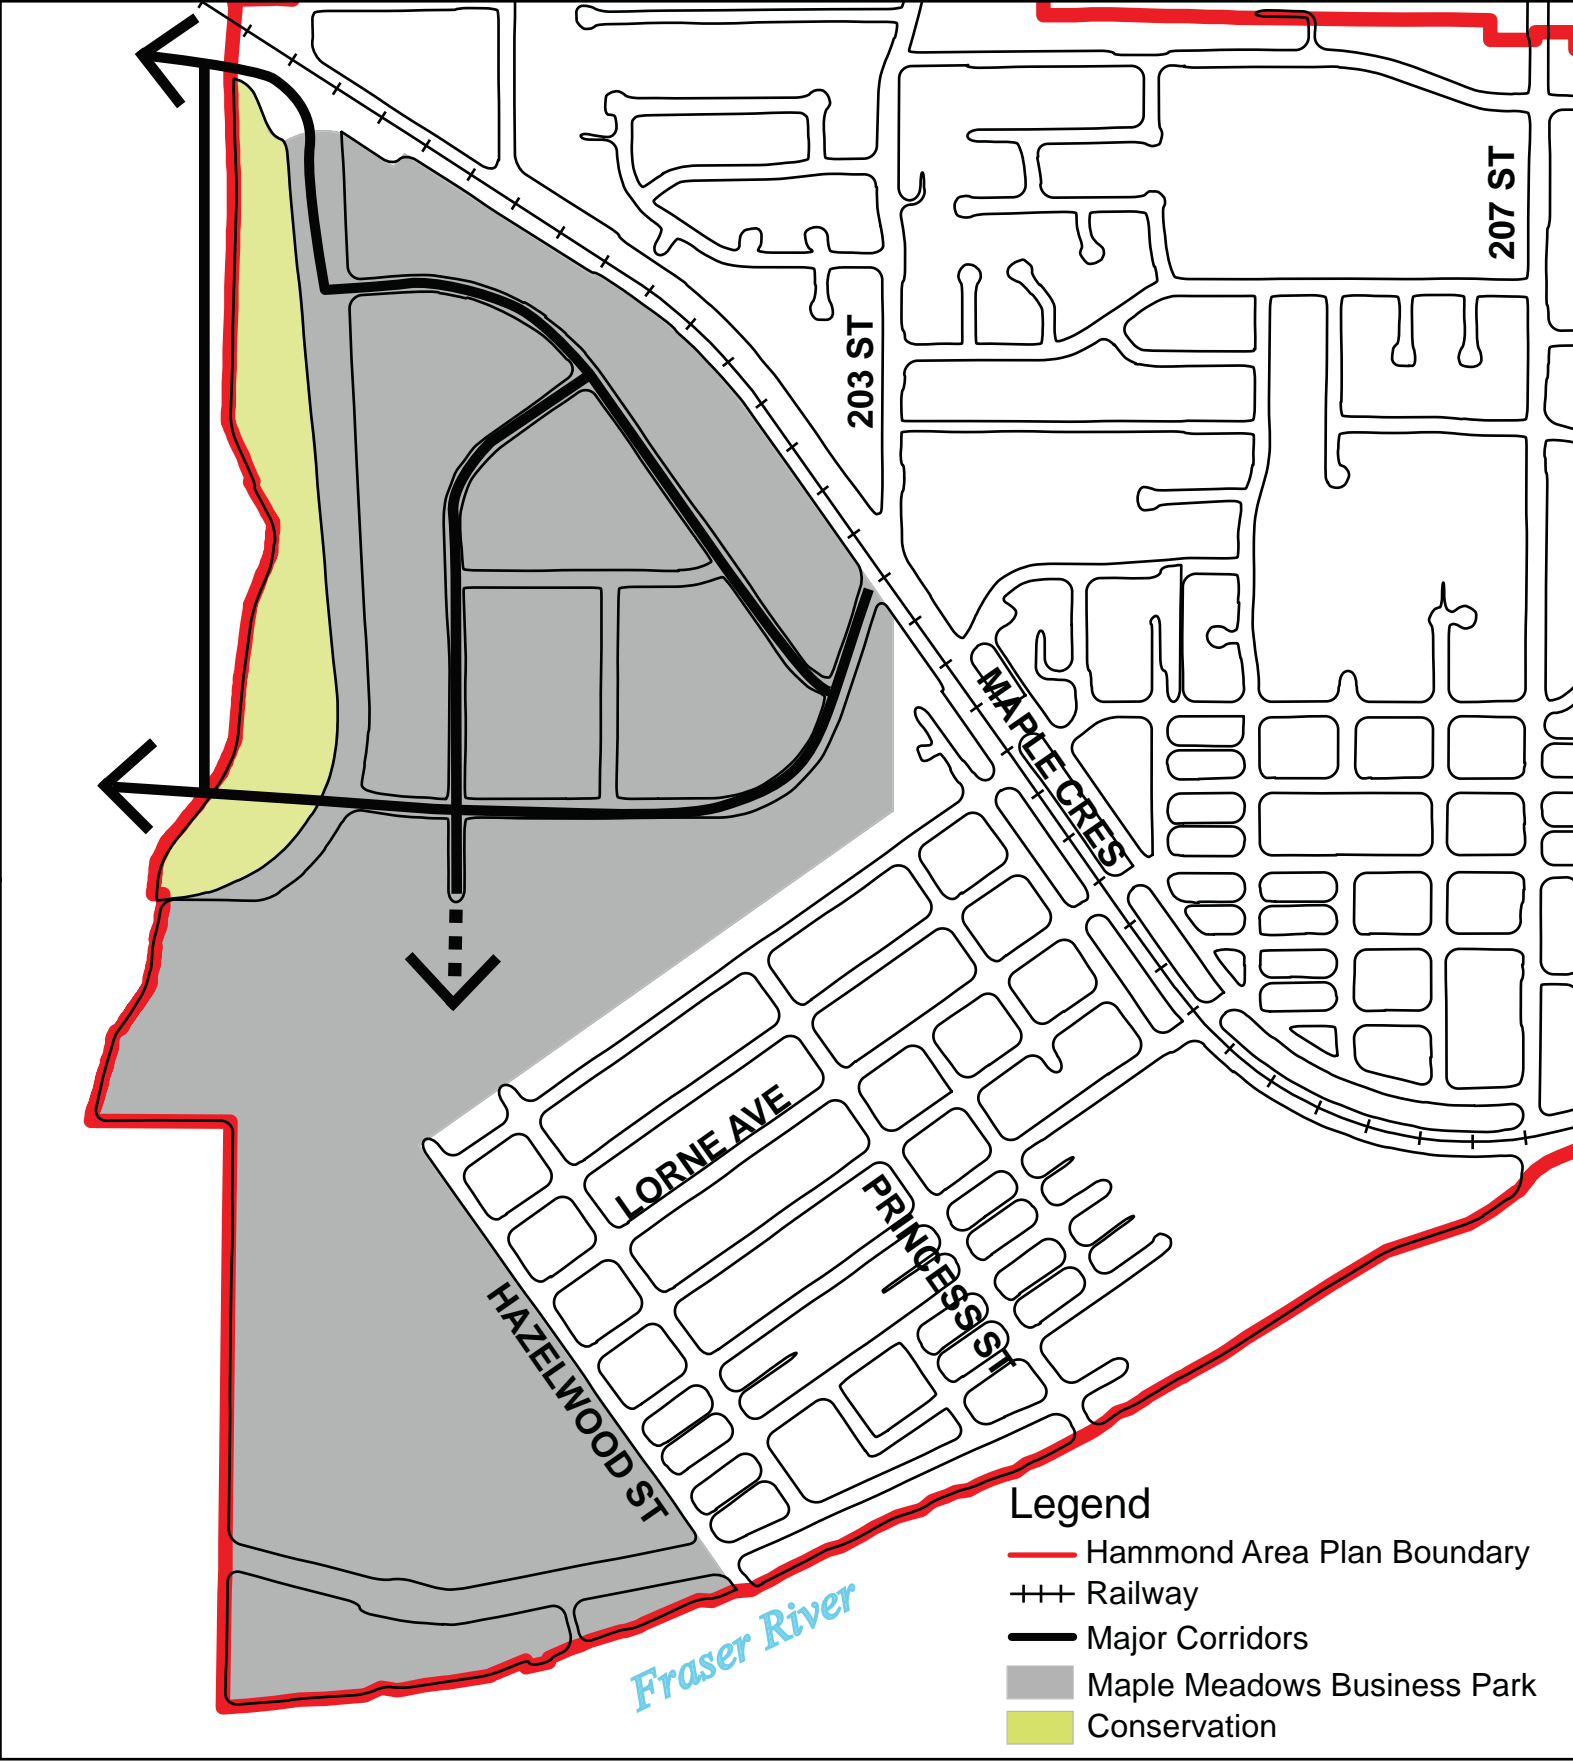 207 ST
203 ST
MAPLE CRES
LORNE AVE
PRINCESS ST
HAZELWOOD ST
Fraser River
Legend
Hammond Area Plan Boundary
Railway
Major Corridors
Maple Meadows Business Park
Conservation